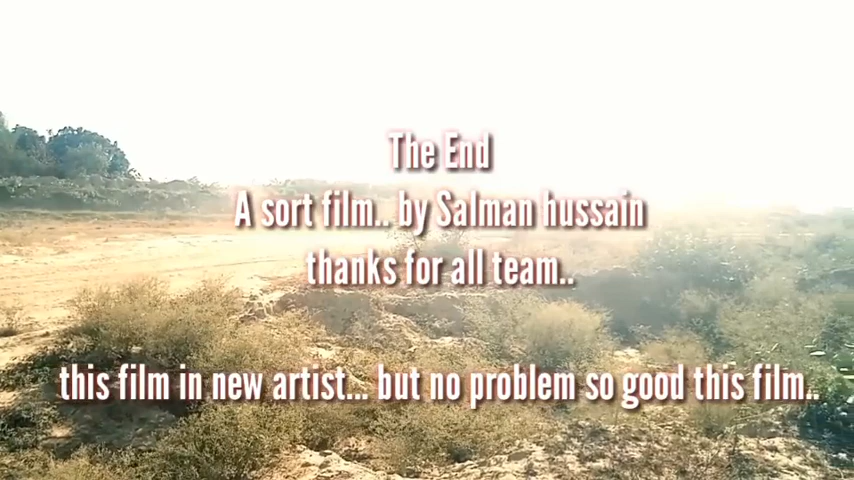 The End
A sort film.. by Salman hussain
thanks for all team..
this film in new artist... but no problem so good this film..